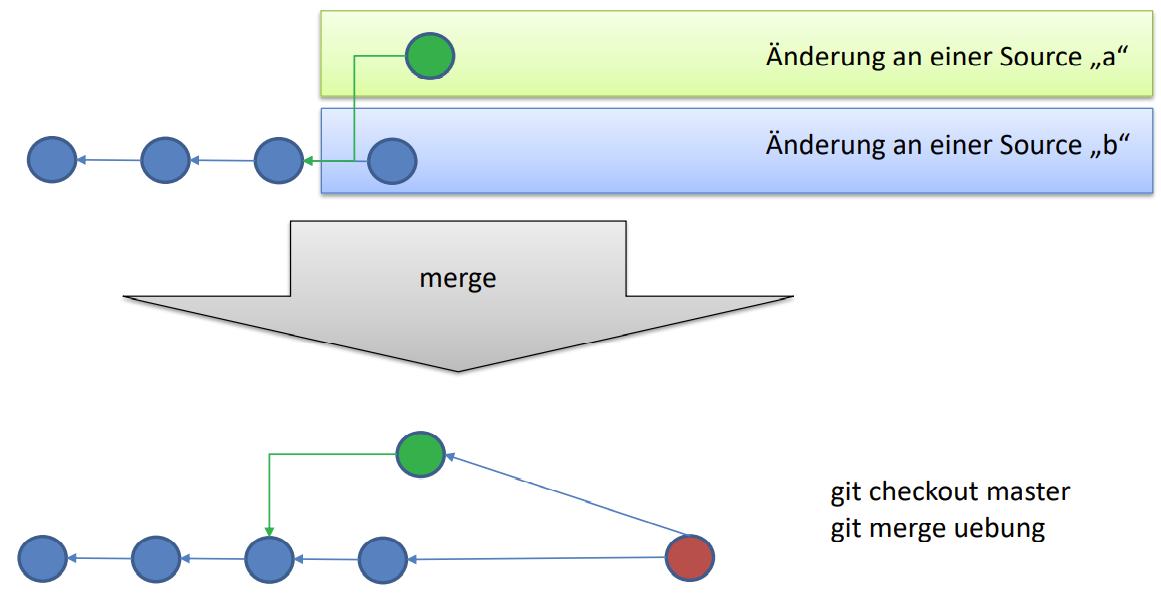 Änderung an einer Source „a“
Änderung an einer Source „b“
merge
git checkout master
git merge uebung